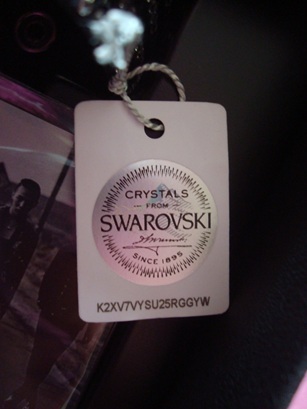 CRYSTALS
FROM
SWAROVSKI
SINCE 1895
K2XV7VYSU25RGGYW